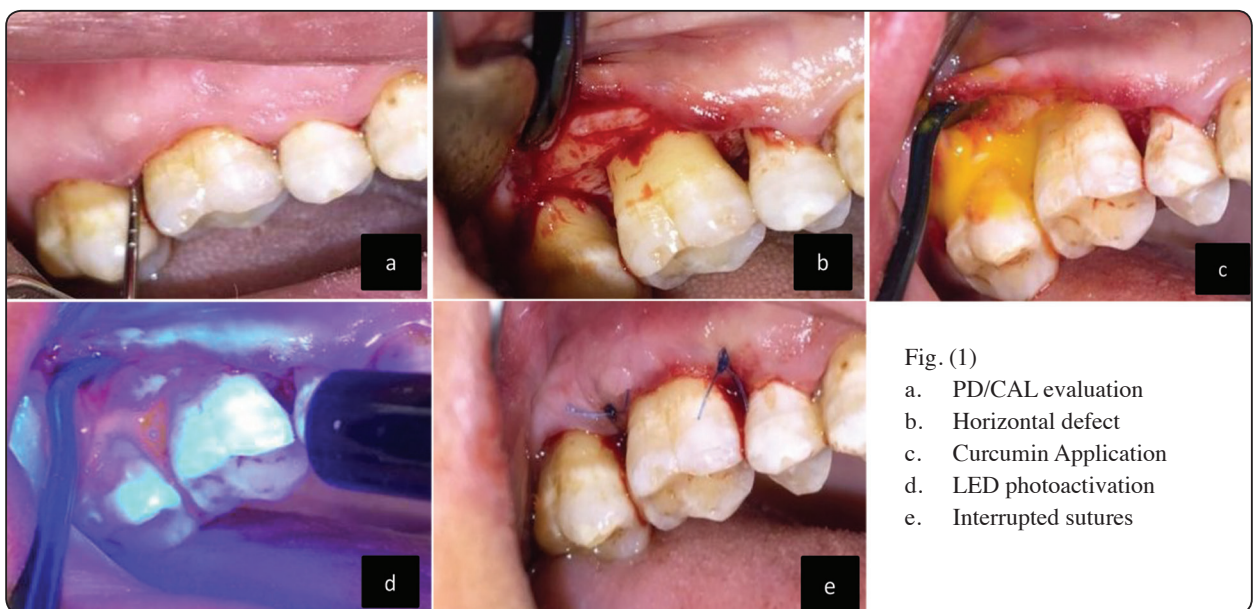 a
b
c
d
e
Fig. (1)
a. PD/CAL evaluation
b. Horizontal defect
c. Curcumin Application
d. LED photoactivation
e. Interrupted sutures